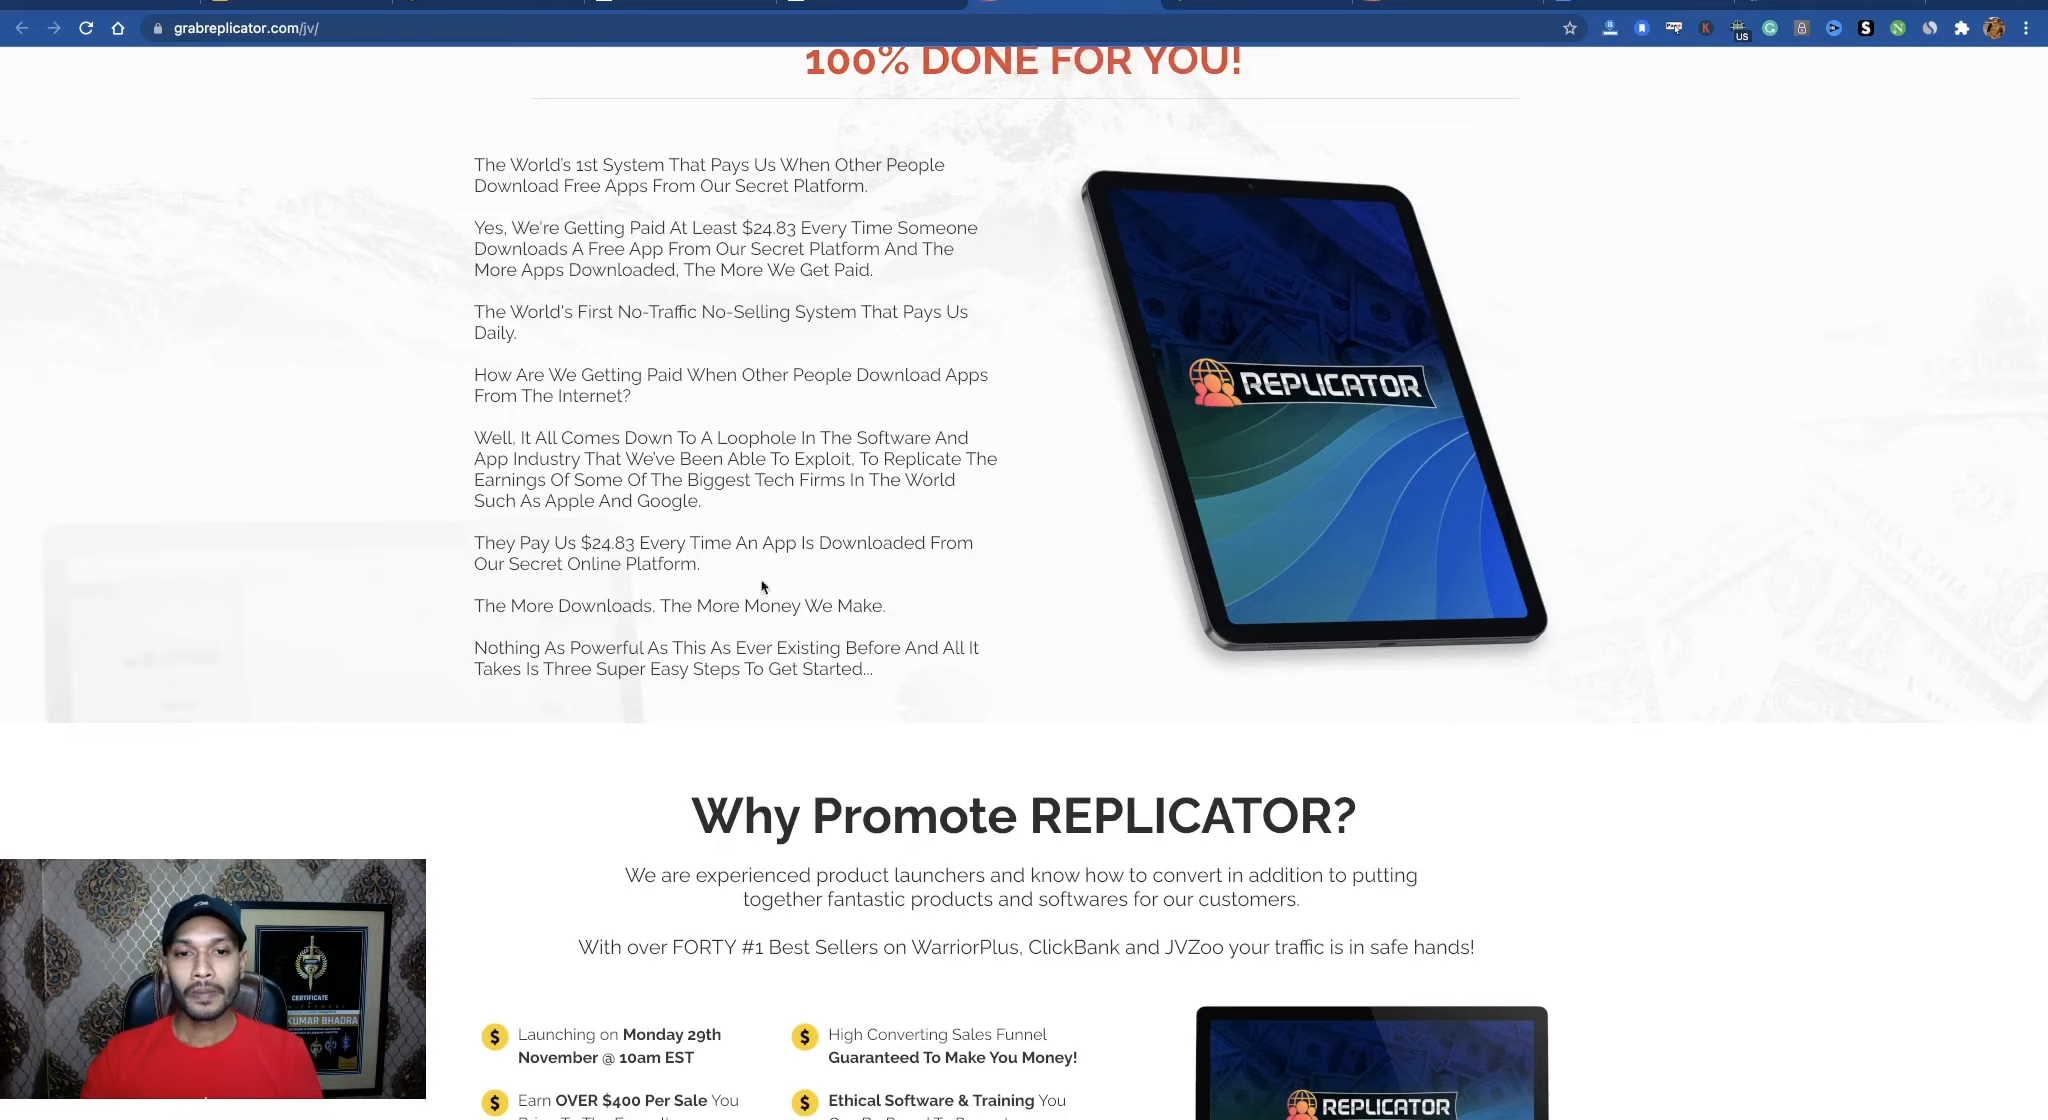 grabreplicator.com/jv/
US
100% DONE FOR YOU!
The World's 1st System That Pays Us When Other People
Download Free Apps From Our Secret Platform.
Yes, We're Getting Paid At Least $24.83 Every Time Someone
Downloads A Free App From Our Secret Platform And The
More Apps Downloaded, The More We Get Paid.
The World's First No-Traffic No-Selling System That Pays Us
Daily.
How Are We Getting Paid When Other People Download Apps
From The Internet?
Well, It All Comes Down To A Loophole In The Software And
App Industry That We've Been Able To Exploit, To Replicate The
Earnings Of Some Of The Biggest Tech Firms In The World
Such As Apple And Google.
They Pay Us $24.83 Every Time An App Is Downloaded From
Our Secret Online Platform.
The More Downloads, The More Money We Make.
Nothing As Powerful As This As Ever Existing Before And All It
Takes Is Three Super Easy Steps To Get Started...
REPLICATOR
Why Promote REPLICATOR?
We are experienced product launchers and know how to convert in addition to putting
together fantastic products and softwares for our customers.
With over FORTY #1 Best Sellers on WarriorPlus, ClickBank and JVZoo your traffic is in safe hands!
CERTIFICATE
KUMAR BHADRA
$ Launching on Monday 29th
November @ 10am EST
$ High Converting Sales Funnel
Guaranteed To Make You Money!
$ Earn OVER $400 Per Sale You
$ Ethical Software & Training You
REPLICATOR